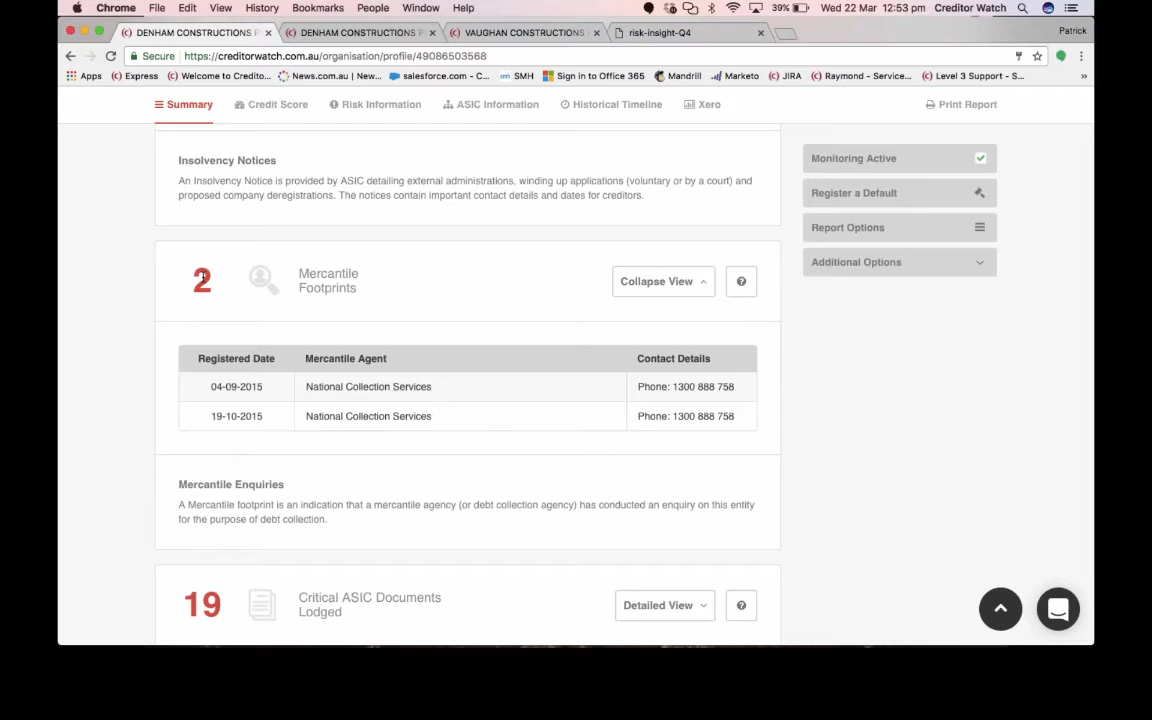 Chrome File Edit View History Bookmarks People Window Help 39% Wed 22 Mar 12:53 pm Creditor Watch
DENHAM CONSTRUCTIONS P × DENHAM CONSTRUCTIONS P × VAUGHAN CONSTRUCTIONS × risk-insight-Q4 × Patrick
Secure https://creditorwatch.com.au/organisation/profile/49086503568
Apps Express Welcome to Credito... News.com.au | New... salesforce.com - C... SMH Sign in to Office 365 Mandrill Marketo JIRA Raymond - Service... Level 3 Support - S... »
Summary Credit Score Risk Information ASIC Information Historical Timeline Xero Print Report
Insolvency Notices
An Insolvency Notice is provided by ASIC detailing external administrations, winding up applications (voluntary or by a court) and
proposed company deregistrations. The notices contain important contact details and dates for creditors.
Monitoring Active
Register a Default
Report Options
Additional Options
2 Mercantile
Footprints
Collapse View ?
Registered Date Mercantile Agent Contact Details
04-09-2015 National Collection Services Phone: 1300 888 758
19-10-2015 National Collection Services Phone: 1300 888 758
Mercantile Enquiries
A Mercantile footprint is an indication that a mercantile agency (or debt collection agency) has conducted an enquiry on this entity
for the purpose of debt collection.
19 Critical ASIC Documents
Lodged
Detailed View ?